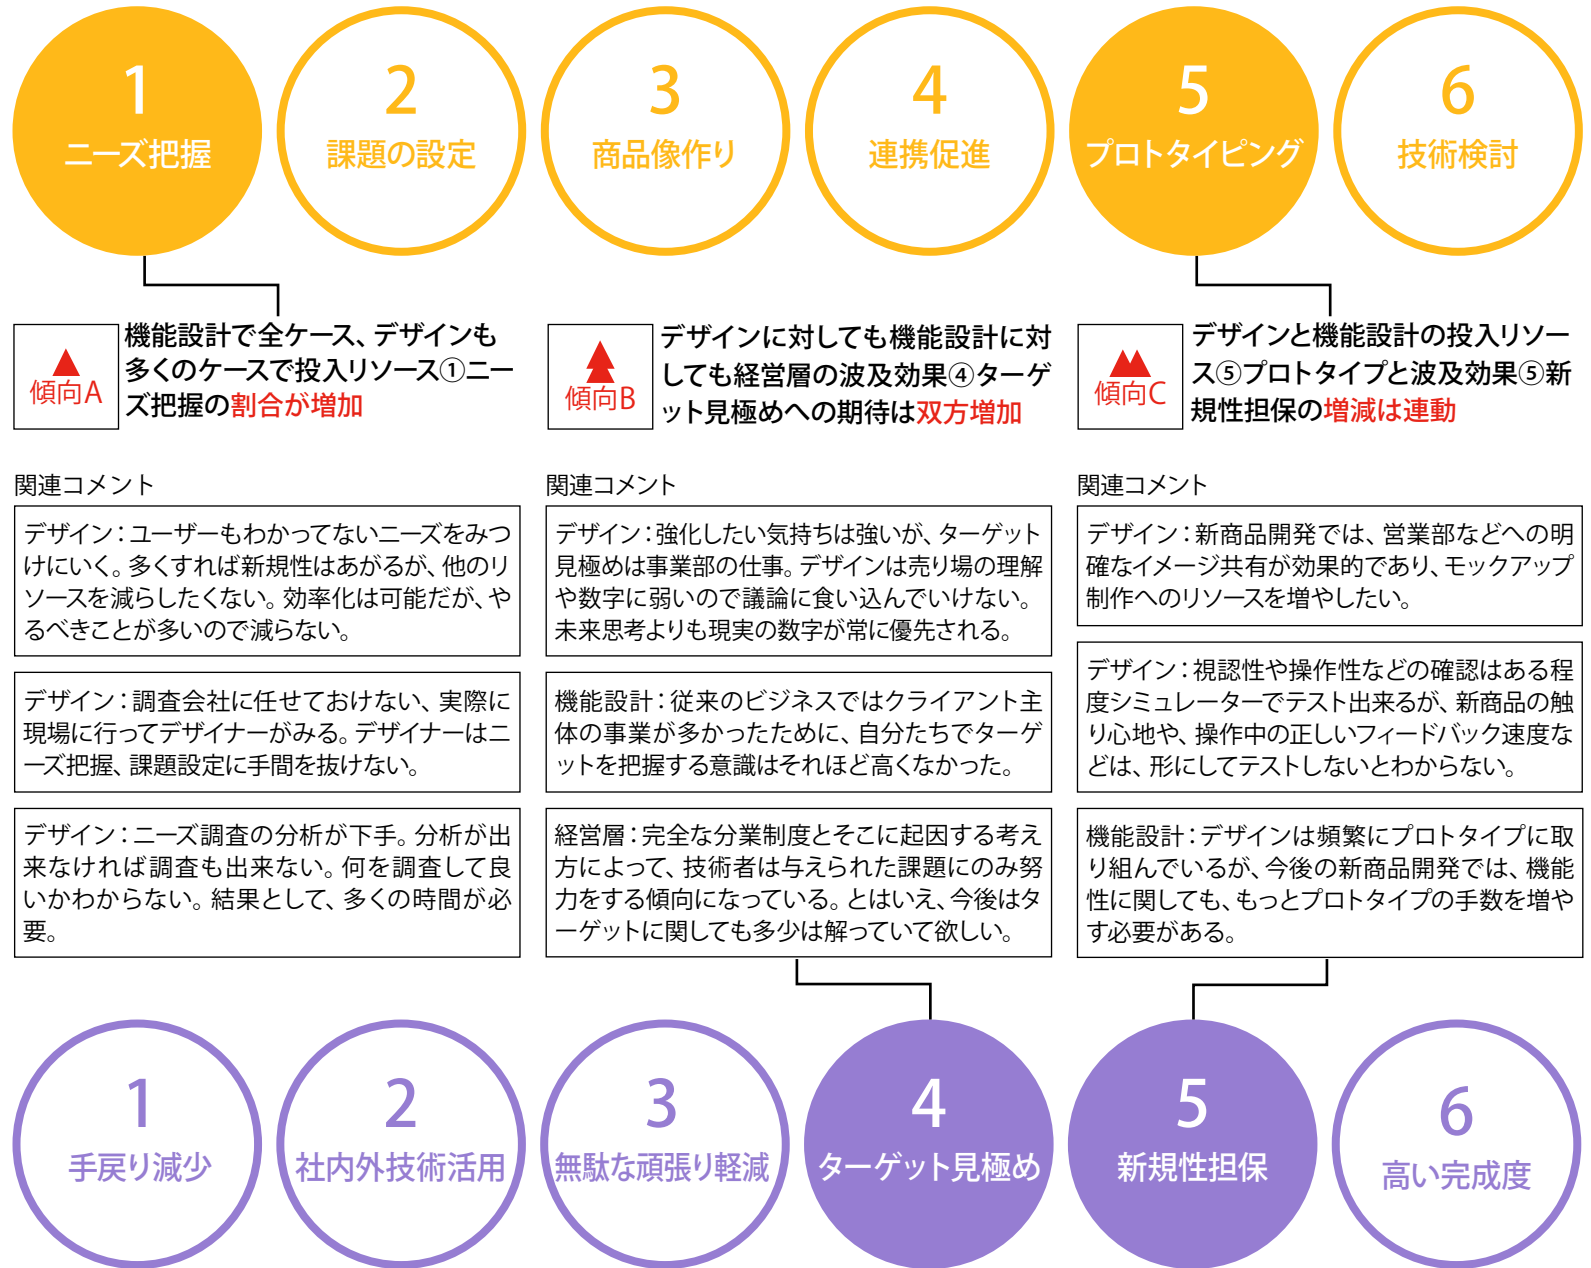 1
ニーズ把握
2
課題の設定
3
商品像作り
4
連携促進
5
プロトタイピング
6
技術検討
傾向A
機能設計で全ケース、デザインも
多くのケースで投入リソース①ニー
ズ把握の割合が増加
傾向B
デザインに対しても機能設計に対
しても経営層の波及効果④ターゲ
ット見極めへの期待は双方増加
傾向C
デザインと機能設計の投入リソー
ス⑤プロトタイプと波及効果⑤新
規性担保の増減は連動
関連コメント
デザイン：ユーザーもわかってないニーズをみつ
けにいく。多くすれば新規性はあがるが、他のリ
ソースを減らしたくない。効率化は可能だが、や
るべきことが多いので減らない。
デザイン：調査会社に任せておけない、実際に
現場に行ってデザイナーがみる。デザイナーはニ
ーズ把握、課題設定に手間を抜けない。
デザイン：ニーズ調査の分析が下手。分析が出
来なければ調査も出来ない。何を調査して良
いかわからない。結果として、多くの時間が必
要。
関連コメント
デザイン：強化したい気持ちは強いが、ターゲット
見極めは事業部の仕事。デザインは売り場の理解
や数字に弱いので議論に食い込んでいけない。
未来思考よりも現実の数字が常に優先される。
機能設計：従来のビジネスではクライアント主
体の事業が多かったために、自分たちでターゲ
ットを把握する意識はそれほど高くなかった。
経営層：完全な分業制度とそこに起因する考え
方によって、技術者は与えられた課題にのみ努
力をする傾向になっている。とはいえ、今後はタ
ーゲットに関しても多少は解っていて欲しい。
関連コメント
デザイン：新商品開発では、営業部などへの明
確なイメージ共有が効果的であり、モックアップ
制作へのリソースを増やしたい。
デザイン：視認性や操作性などの確認はある程
度シミュレーターでテスト出来るが、新商品の触
り心地や、操作中の正しいフィードバック速度な
どは、形にしてテストしないとわからない。
機能設計：デザインは頻繁にプロトタイプに取
り組んでいるが、今後の新商品開発では、機能
性に関しても、もっとプロトタイプの手数を増や
す必要がある。
1
手戻り減少
2
社内外技術活用
3
無駄な頑張り軽減
4
ターゲット見極め
5
新規性担保
6
高い完成度